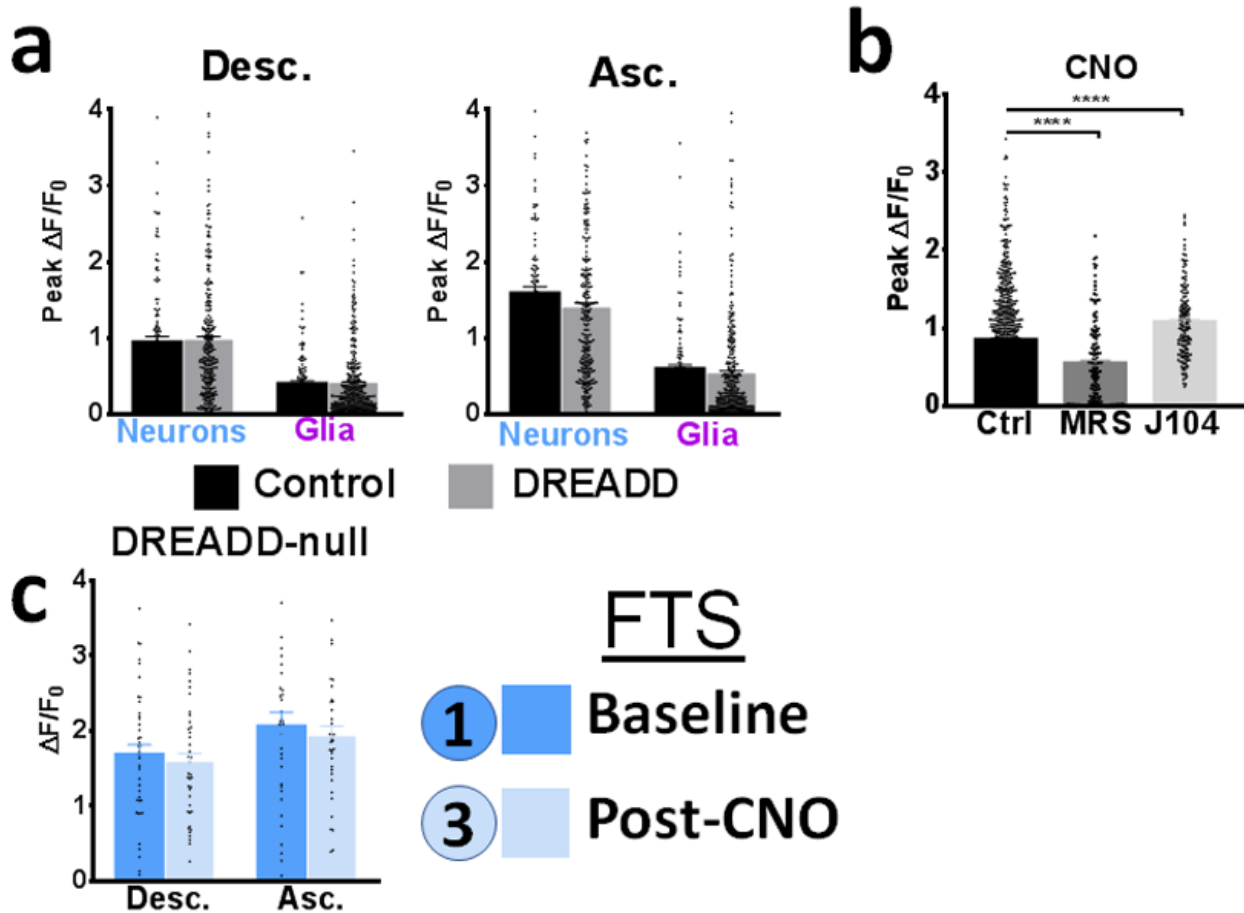 a
Desc.
Peak ΔF/F0
4
3
2
1
0
Neurons Glia
Asc.
Peak ΔF/F0
4
3
2
1
0
Neurons Glia
Control DREADD
b
CNO
Peak ΔF/F0
4
3
2
1
0
****
****
Ctrl MRS J104
c
DREADD-null
ΔF/F0
4
3
2
1
0
Desc. Asc.
FTS
1 Baseline
3 Post-CNO